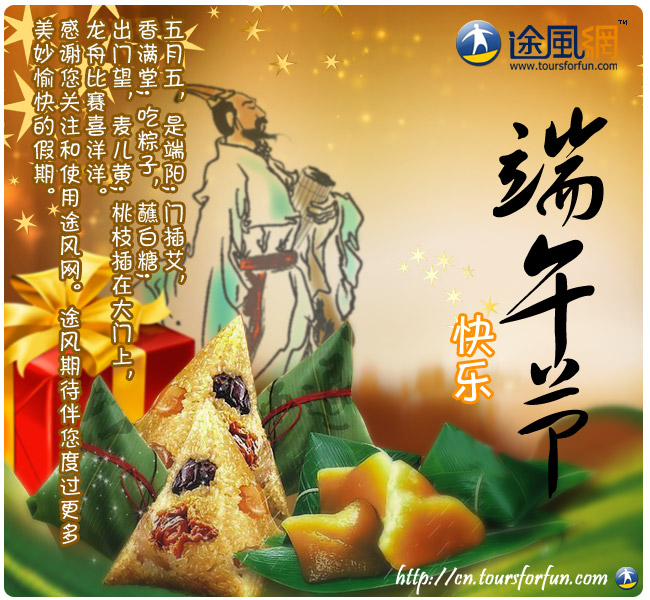 途風網™
www.toursforfun.com
端午节
快乐
五月五，是端阳；门插艾，
香满堂；吃粽子，蘸白糖；
出门望，麦儿黄；桃枝插在大门上，
龙舟比赛喜洋洋。
感谢您关注和使用途风网。途风期待伴您度过更多
美妙愉快的假期。
http://cn.toursforfun.com